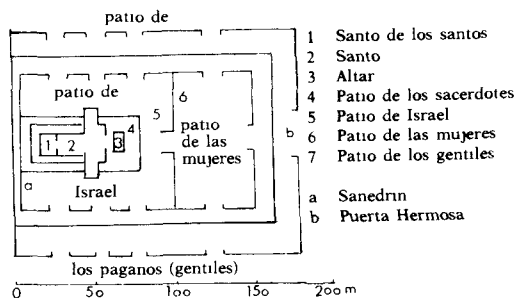 patio de
1 Santo de los santos
2 Santo
3 Altar
4 Patio de los sacerdotes
5 Patio de Israel
6 Patio de las mujeres
7 Patio de los gentiles
a Sanedrin
b Puerta Hermosa
patio de
6
5
4
1 2 3
patio
de las
mujeres
b
a
Israel
los paganos (gentiles)
0 50 100 150 200 m